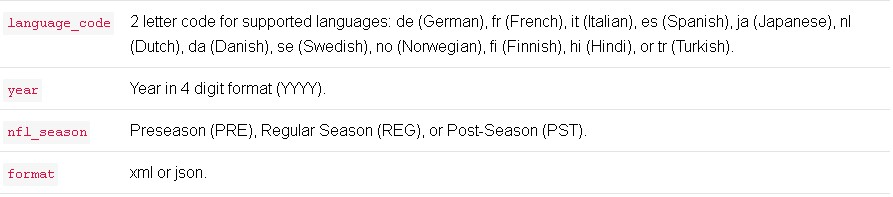 language_code 2 letter code for supported languages: de (German), fr (French), it (Italian), es (Spanish), ja (Japanese), nl
(Dutch), da (Danish), se (Swedish), no (Norwegian), fi (Finnish), hi (Hindi), or tr (Turkish).
year Year in 4 digit format (YYYY).
nfl_season Preseason (PRE), Regular Season (REG), or Post-Season (PST).
format xml or json.